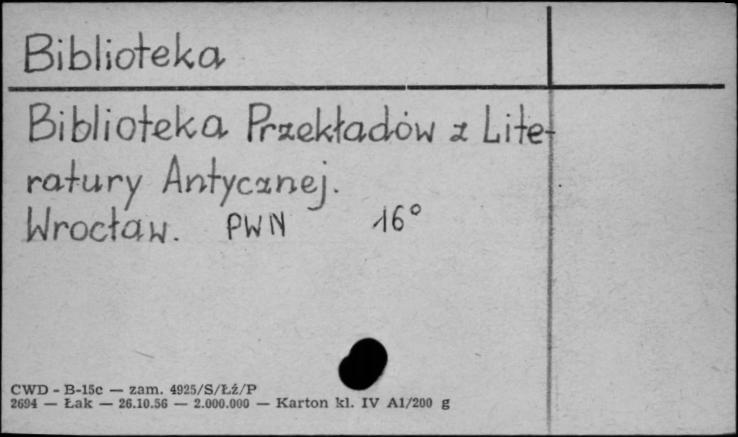 Biblioteka
Biblioteka Przekładów z Lite-
ratury Antycznej.
Wrocław. PWN 16°
CWD - B-15c — zam. 4925/S/Łź/P
2694 — Łak — 26.10.56 — 2.000.000 — Karton kl. IV A1/200 g